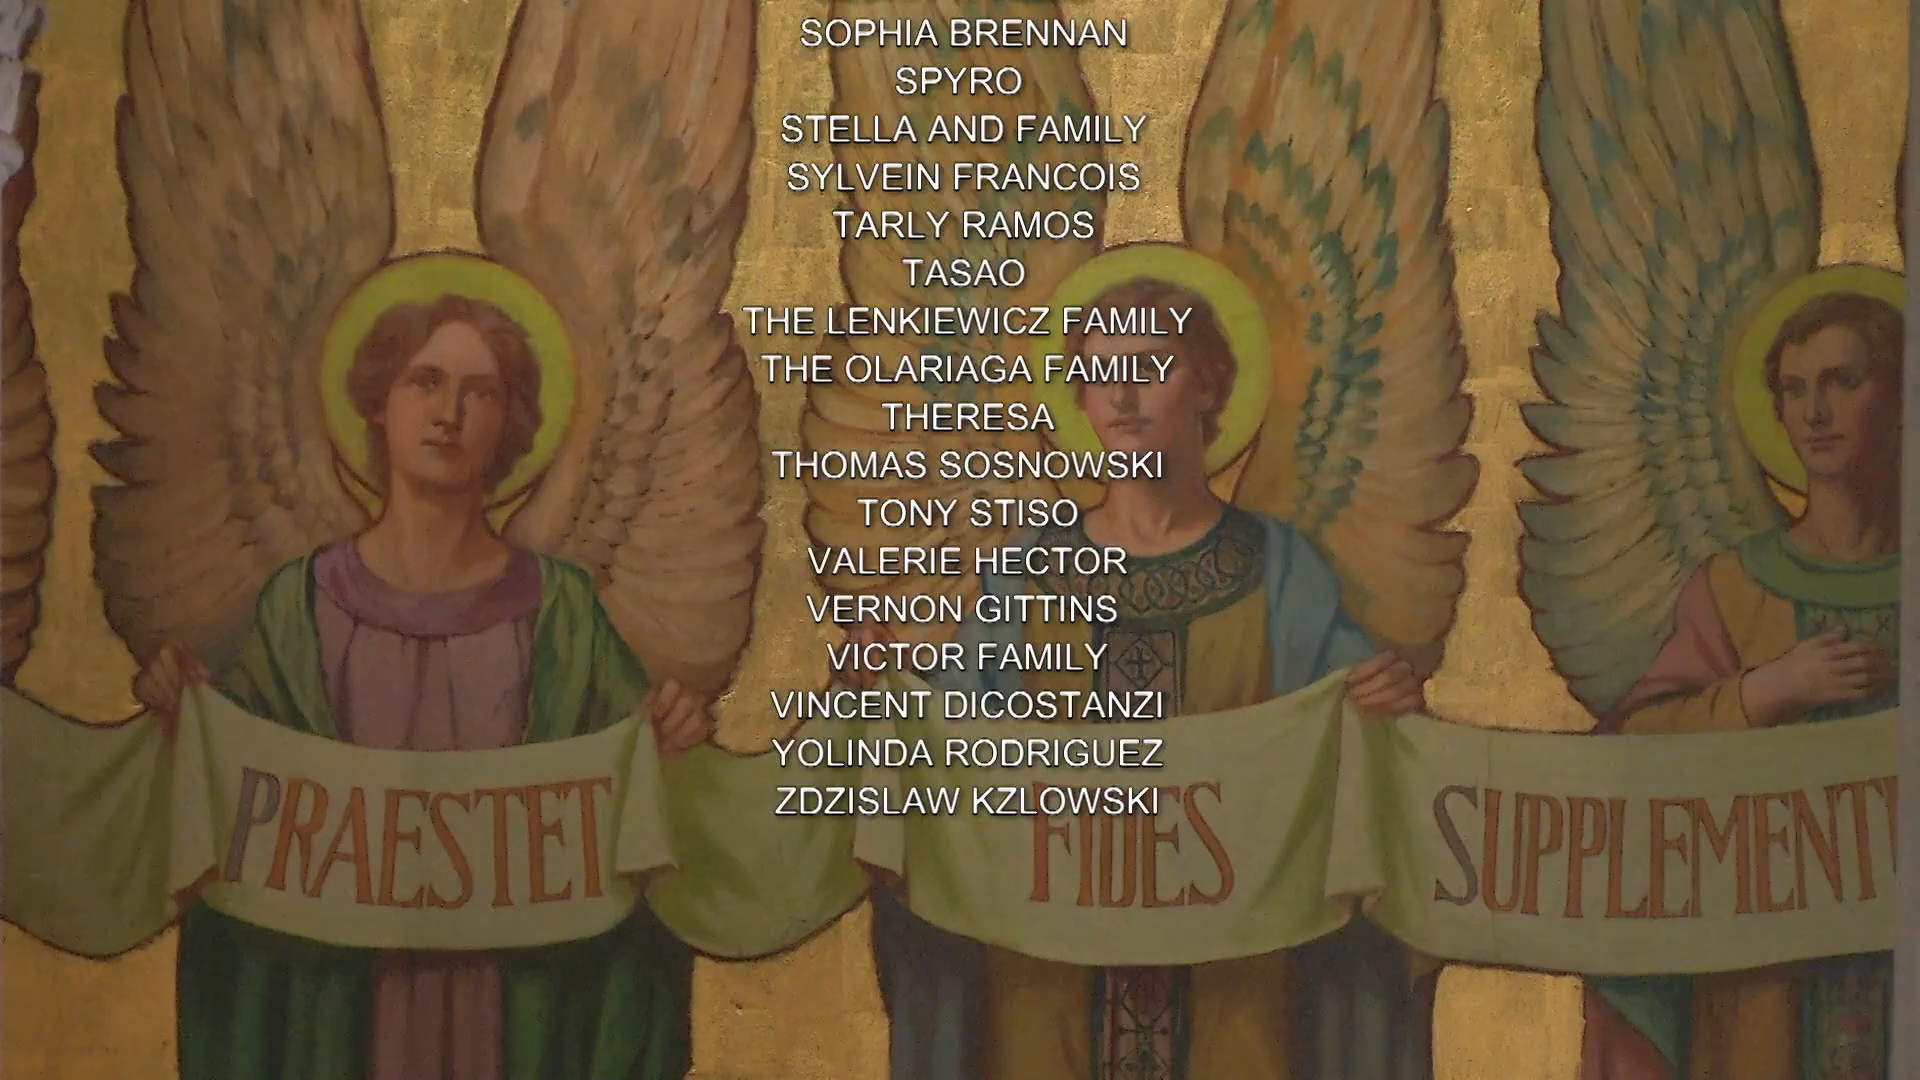 SOPHIA BRENNAN
SPYRO
STELLA AND FAMILY
SYLVEIN FRANCOIS
TARLY RAMOS
TASAO
THE LENKIEWICZ FAMILY
THE OLARIAGA FAMILY
THERESA
THOMAS SOSNOWSKI
TONY STISO
VALERIE HECTOR
VERNON GITTINS
VICTOR FAMILY
VINCENT DICOSTANZI
YOLINDA RODRIGUEZ
ZDZISLAW KZLOWSKI
PRAESTET FIDES SUPPLEMENT